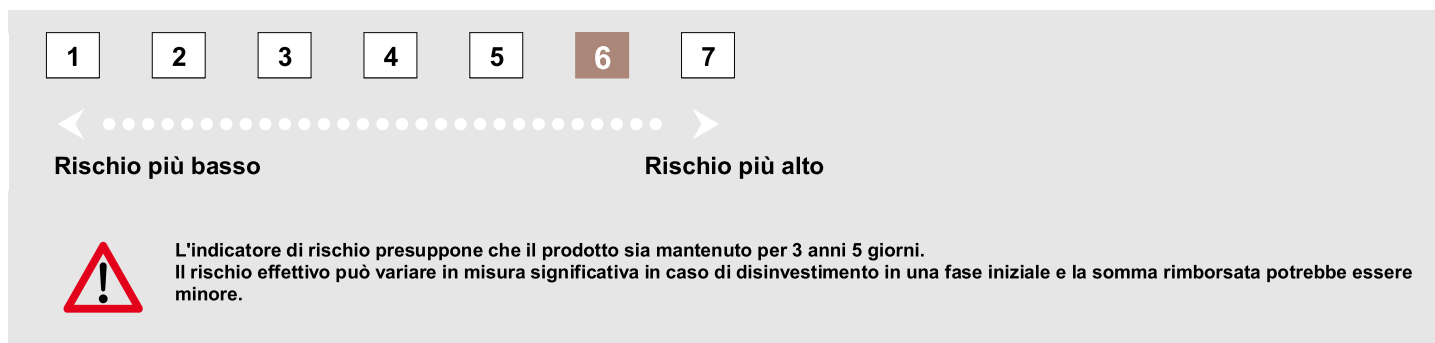 1 2 3 4 5 6 7
Rischio più basso Rischio più alto
L'indicatore di rischio presuppone che il prodotto sia mantenuto per 3 anni 5 giorni.
Il rischio effettivo può variare in misura significativa in caso di disinvestimento in una fase iniziale e la somma rimborsata potrebbe essere
minore.